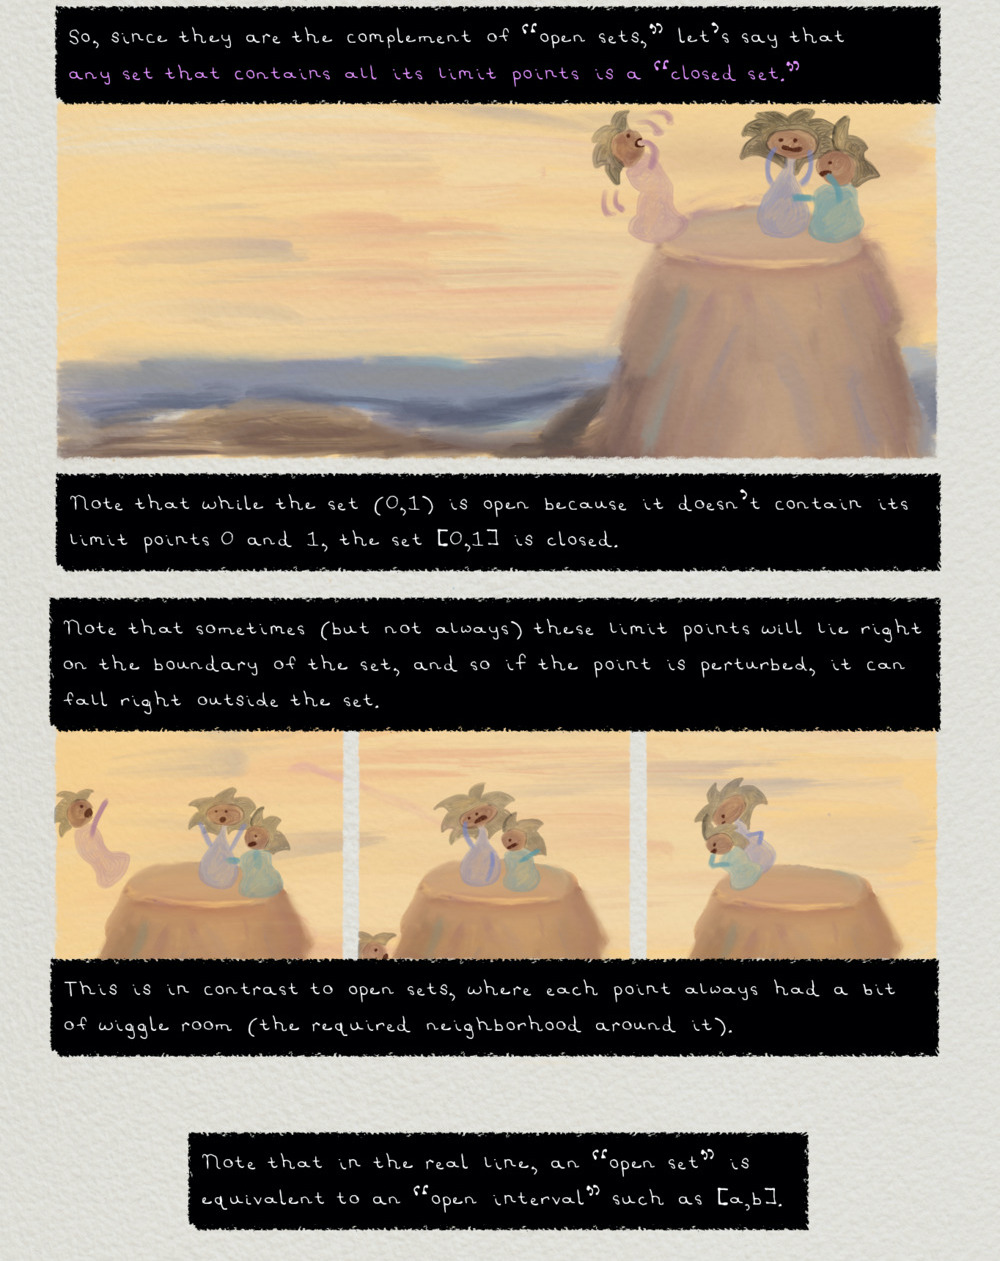 So, since they are the complement of “open sets,” let’s say that
any set that contains all its limit points is a “closed set.”
Note that while the set (0,1) is open because it doesn’t contain its
limit points 0 and 1, the set [0,1] is closed.
Note that sometimes (but not always) these limit points will lie right
on the boundary of the set, and so if the point is perturbed, it can
fall right outside the set.
This is in contrast to open sets, where each point always had a bit
of wiggle room (the required neighborhood around it).
Note that in the real line, an “open set” is
equivalent to an “open interval” such as [a,b].